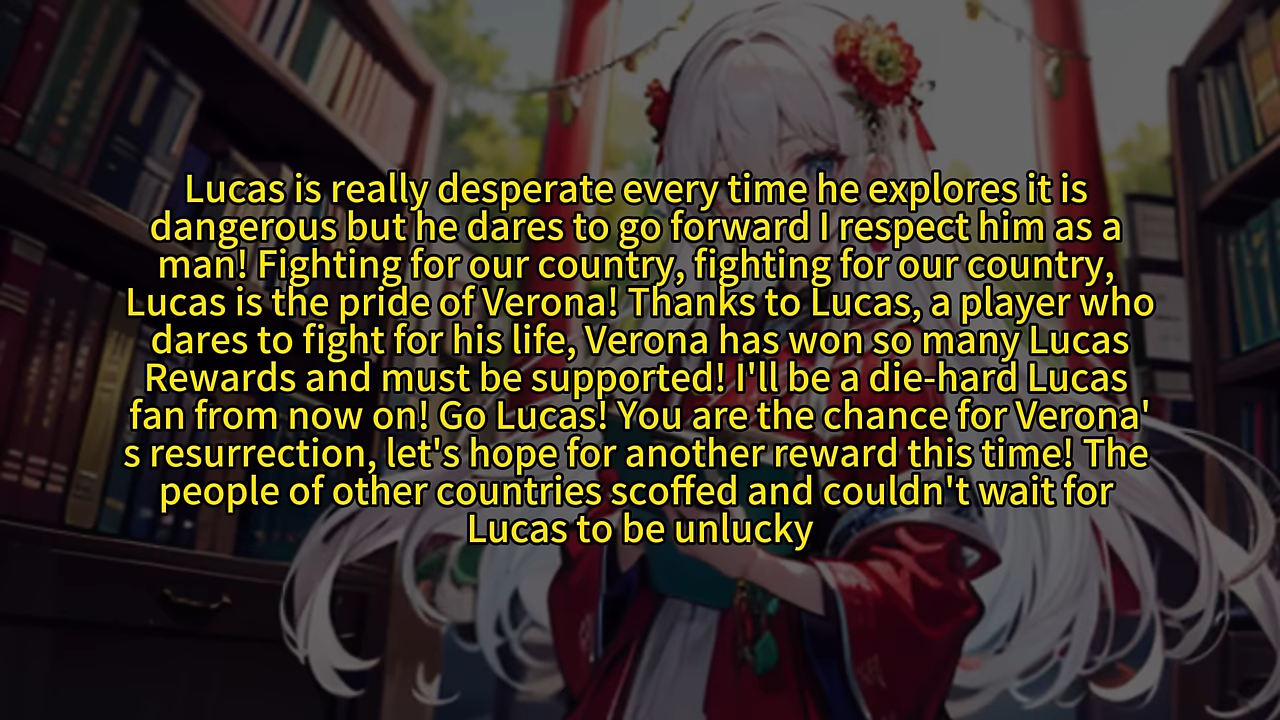 Lucas is really desperate every time he explores it is
dangerous but he dares to go forward I respect him as a
man! Fighting for our country, fighting for our country,
Lucas is the pride of Verona! Thanks to Lucas, a player who
dares to fight for his life, Verona has won so many Lucas
Rewards and must be supported! I'll be a die-hard Lucas
fan from now on! Go Lucas! You are the chance for Verona'
s resurrection, let's hope for another reward this time! The
people of other countries scoffed and couldn't wait for
Lucas to be unlucky